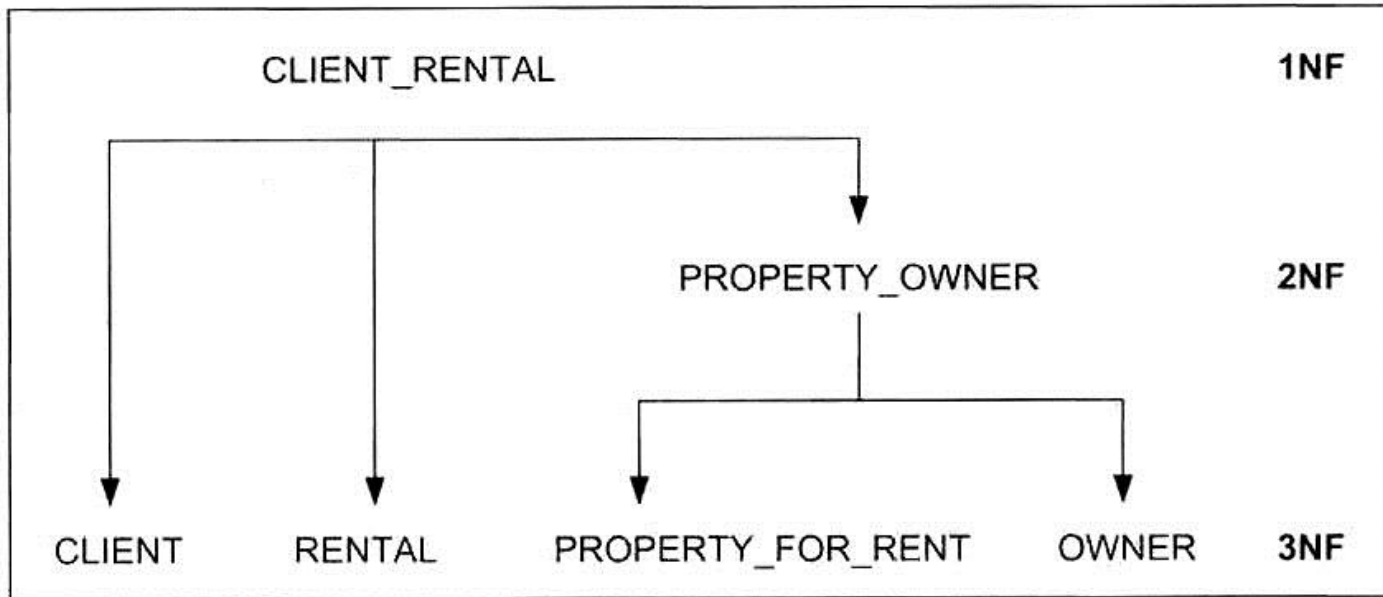 CLIENT_RENTAL 1NF
PROPERTY_OWNER 2NF
CLIENT RENTAL PROPERTY_FOR_RENT OWNER 3NF